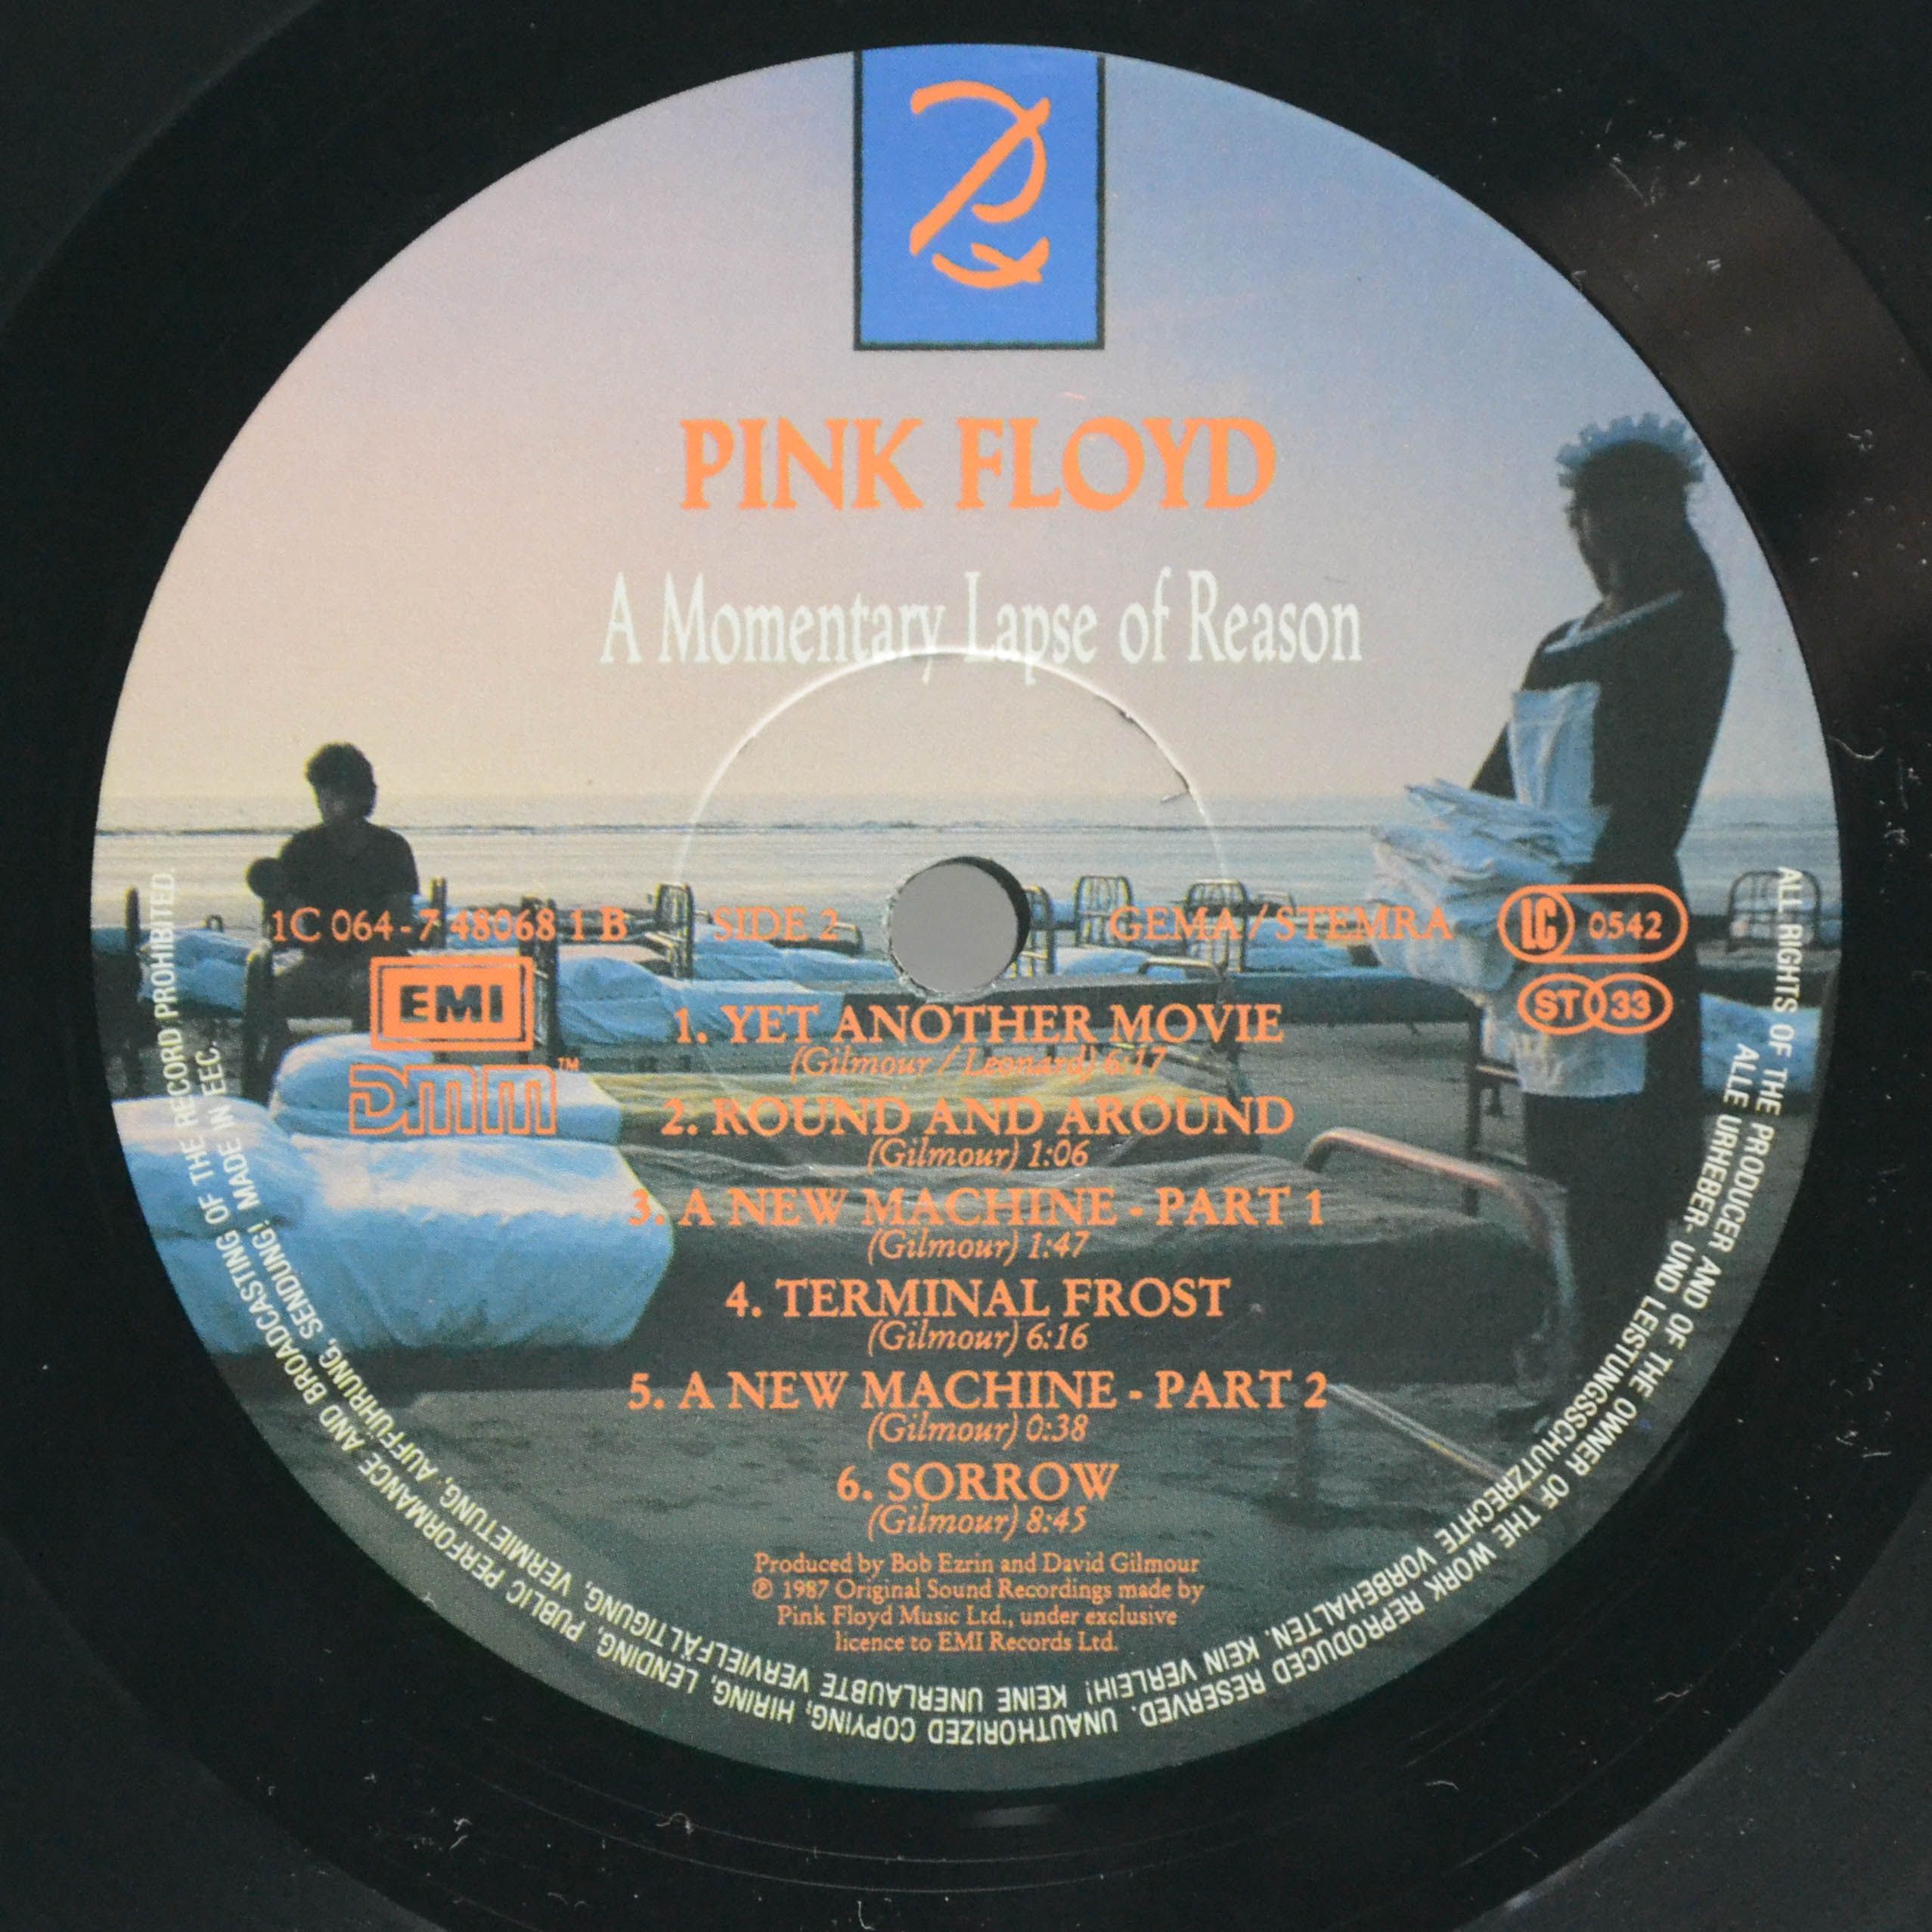 PINK FLOYD
A Momentary Lapse of Reason
1C 064-7 48068 1 B SIDE 2 GEMA / STEMRA LC 0542
EMI
ST 33
DMM™
1. YET ANOTHER MOVIE
(Gilmour / Leonard) 6:17
2. ROUND AND AROUND
(Gilmour) 1:06
3. A NEW MACHINE - PART 1
(Gilmour) 1:47
4. TERMINAL FROST
(Gilmour) 6:16
5. A NEW MACHINE - PART 2
(Gilmour) 0:38
6. SORROW
(Gilmour) 8:45
Produced by Bob Ezrin and David Gilmour
℗ 1987 Original Sound Recordings made by
Pink Floyd Music Ltd., under exclusive
licence to EMI Records Ltd.
ALL RIGHTS OF THE PRODUCER AND OF THE OWNER OF THE WORK REPRODUCED RESERVED. UNAUTHORIZED COPYING, HIRING, LENDING, PUBLIC PERFORMANCE AND BROADCASTING OF THE RECORD PROHIBITED.
ALLE URHEBER- UND LEISTUNGSSCHUTZRECHTE VORBEHALTEN. KEIN VERLEIH! KEINE UNERLAUBTE VERVIELFÄLTIGUNG, VERMIETUNG, AUFFÜHRUNG, SENDUNG! MADE IN EEC.